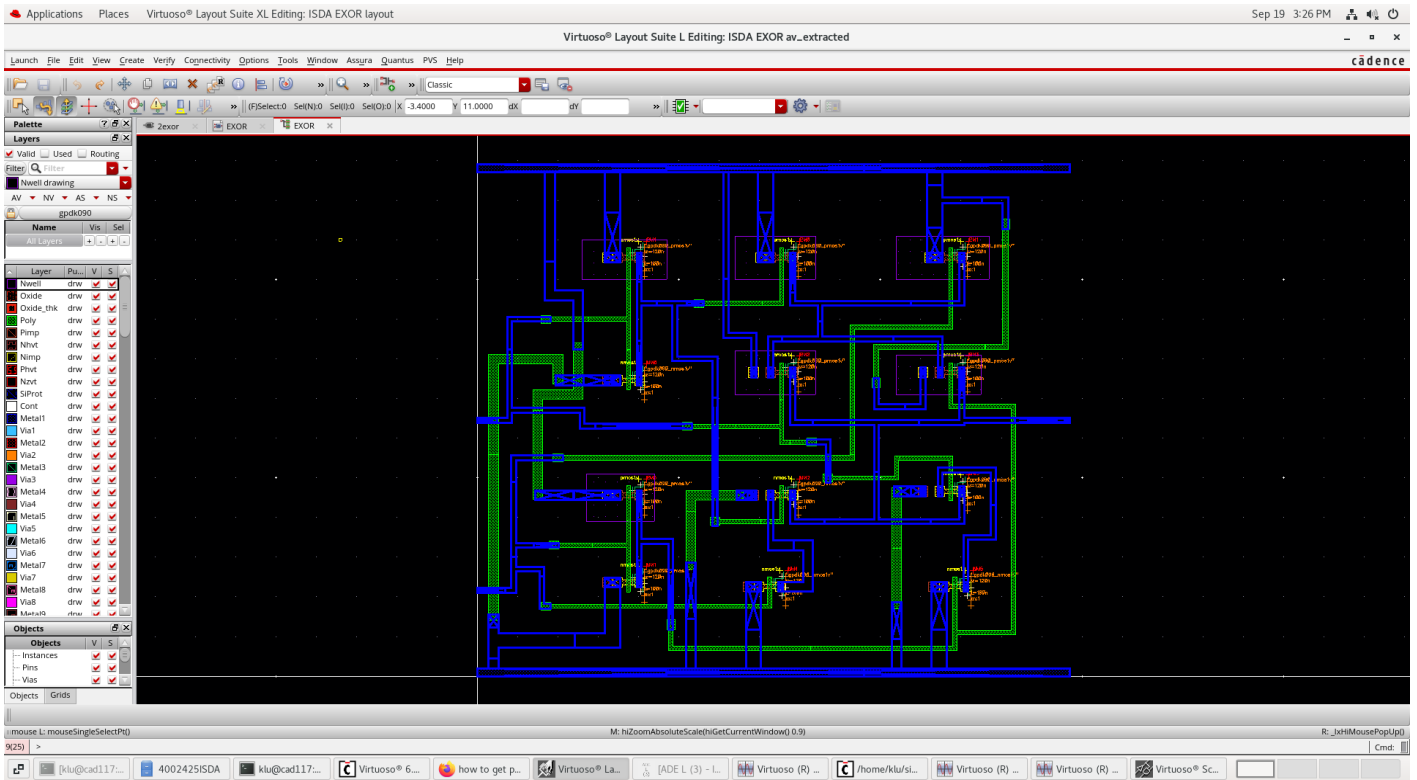 Applications Places Virtuoso® Layout Suite XL Editing: ISDA EXOR layout Sep 19 3:26 PM
Virtuoso® Layout Suite L Editing: ISDA EXOR av_extracted
Launch File Edit View Create Verify Connectivity Options Tools Window Assura Quantus PVS Help cādence
» » » Classic
» (F)Select:0 Sel(N):0 Sel(I):0 Sel(O):0 X -3.4000 Y 11.0000 dX dY »
Palette
2exor EXOR EXOR
Layers
Valid Used Routing
Filter Filter
Nwell drawing
AV NV AS NS
gpdk090
Name Vis Sel
All Layers + - + -
Layer Pu... V S
Nwell drw
Oxide drw
Oxide_thk drw
Poly drw
Pimp drw
Nhvt drw
Nimp drw
Phvt drw
Nzvt drw
SiProt drw
Cont drw
Metal1 drw
Via1 drw
Metal2 drw
Via2 drw
Metal3 drw
Via3 drw
Metal4 drw
Via4 drw
Metal5 drw
Via5 drw
Metal6 drw
Via6 drw
Metal7 drw
Via7 drw
Metal8 drw
Via8 drw
Metal9 drw
Objects
Objects V S
Instances
Pins
Vias
Objects Grids
mouse L: mouseSingleSelectPt() M: hiZoomAbsoluteScale(hiGetCurrentWindow() 0.9) R: _lxHiMousePopUp()
9(25) > Cmd:
[klu@cad117:... 4002425ISDA klu@cad117:... Virtuoso® 6.... how to get p... Virtuoso® La... [ADE L (3) - I... Virtuoso (R) ... /home/klu/si... Virtuoso (R) ... Virtuoso (R) ... Virtuoso® Sc...